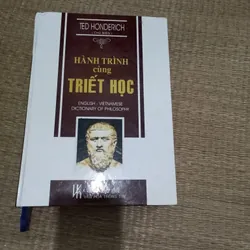 TED HONDERICH
HÀNH TRÌNH
cùng
TRIẾT HỌC
ENGLISH - VIETNAMESE
DICTIONARY OF PHILOSOPHY